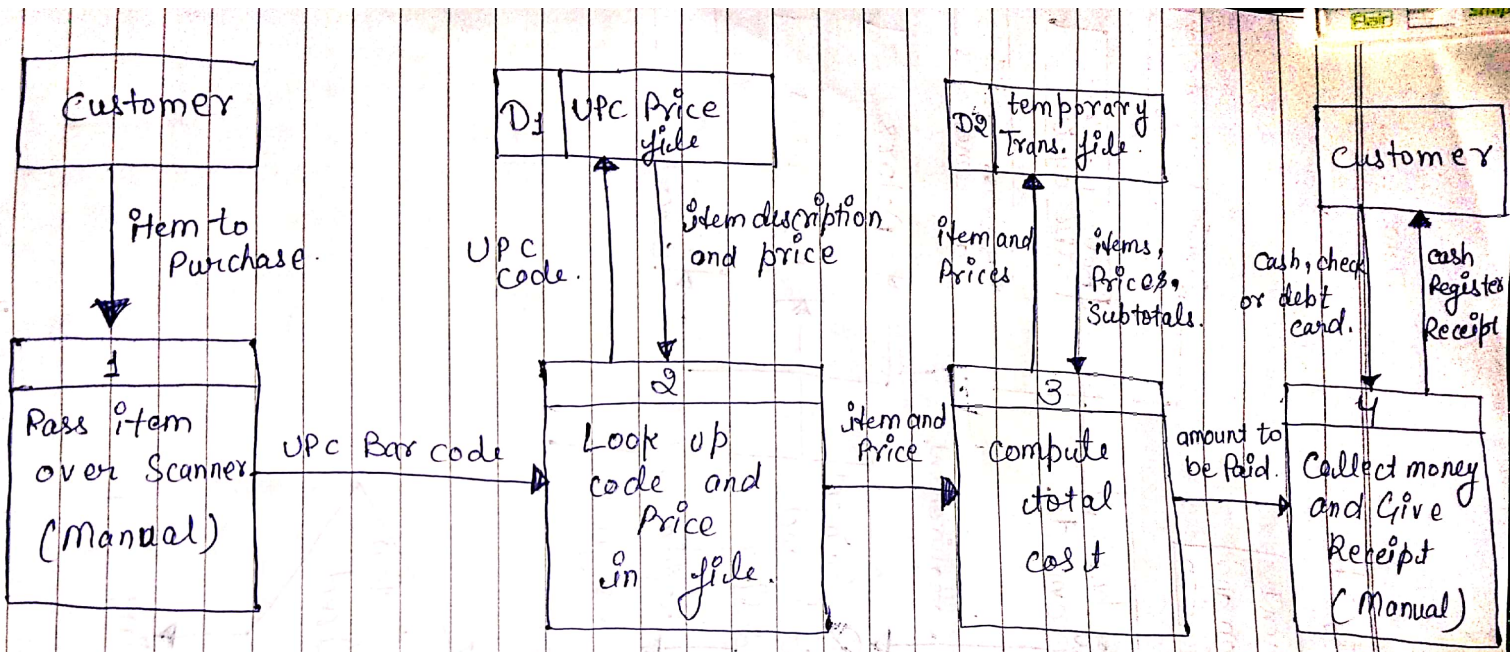 Flair
Customer
D1
UPC Price
file
D2
temporary
Trans. file.
Customer
item to
Purchase.
UPC
Code.
item description
and price
item and
Prices
items,
Prices,
Subtotals.
Cash, check
or debt
card.
cash
Register
Receipt
1
Pass item
over Scanner
(Manual)
UPC Bar code
2
Look up
code and
Price
in file.
item and
Price
3
compute
total
cost
amount to
be Paid.
4
Collect money
and Give
Receipt
(Manual)